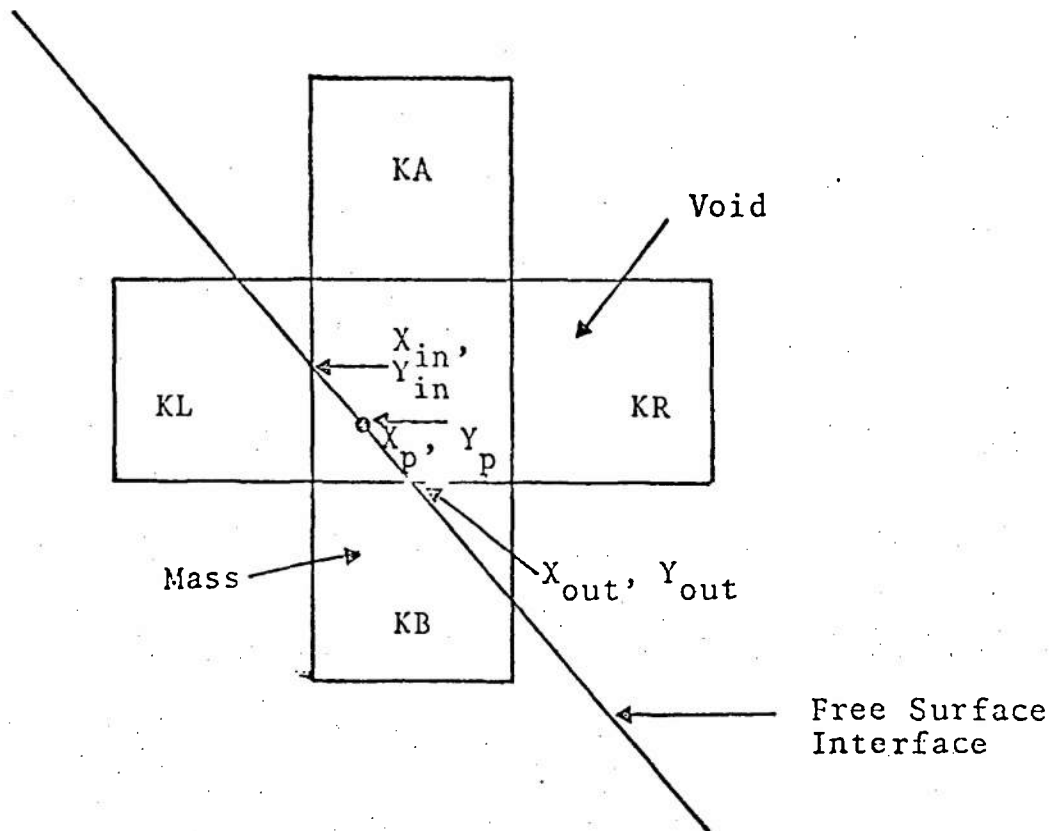 KA
Void
X_in,
Y_in
KL
KR
X_p, Y_p
Mass
X_out, Y_out
KB
Free Surface
Interface